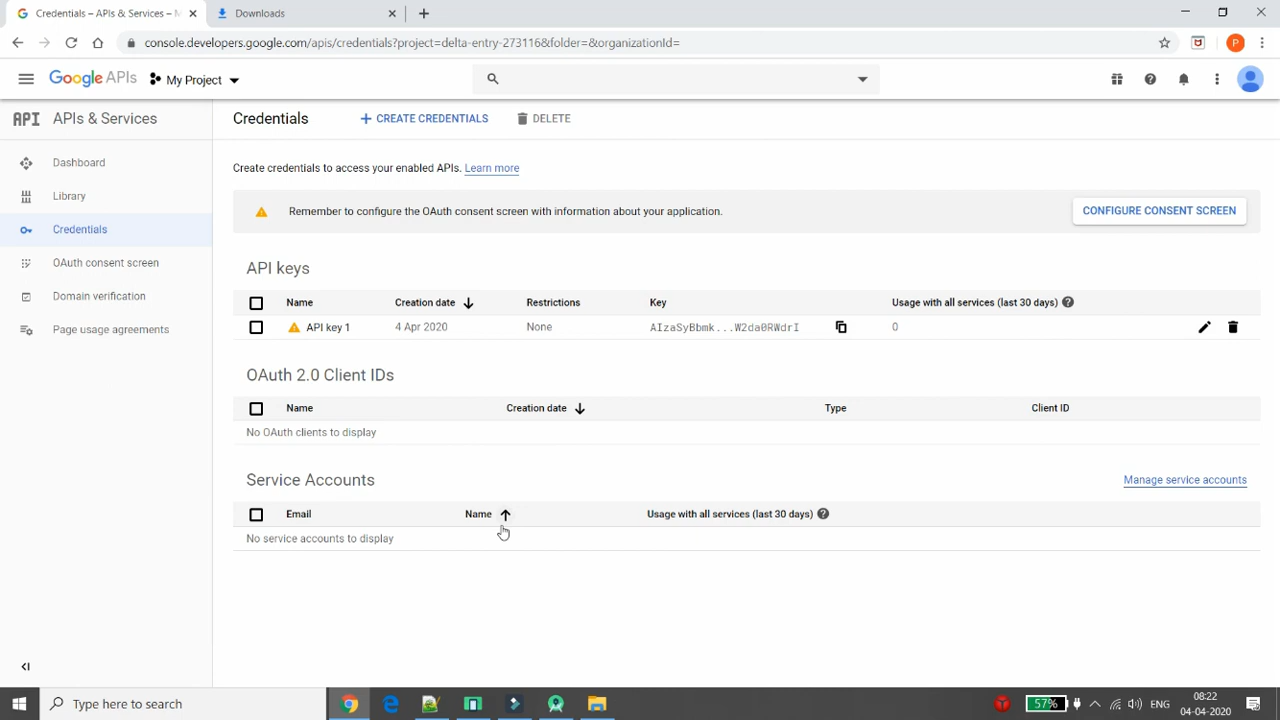 Credentials – APIs & Services – M
Downloads
console.developers.google.com/apis/credentials?project=delta-entry-273116&folder=&organizationId=
P
Google APIs
My Project
API APIs & Services
Credentials
CREATE CREDENTIALS
DELETE
Dashboard
Library
Credentials
OAuth consent screen
Domain verification
Page usage agreements
Create credentials to access your enabled APIs. Learn more
Remember to configure the OAuth consent screen with information about your application.
CONFIGURE CONSENT SCREEN
API keys
Name Creation date Restrictions Key Usage with all services (last 30 days)
API key 1 4 Apr 2020 None AIzaSyBbmk...W2da0RWdrI 0
OAuth 2.0 Client IDs
Name Creation date Type Client ID
No OAuth clients to display
Service Accounts
Manage service accounts
Email Name Usage with all services (last 30 days)
No service accounts to display
Type here to search
57%
ENG
08:22
04-04-2020